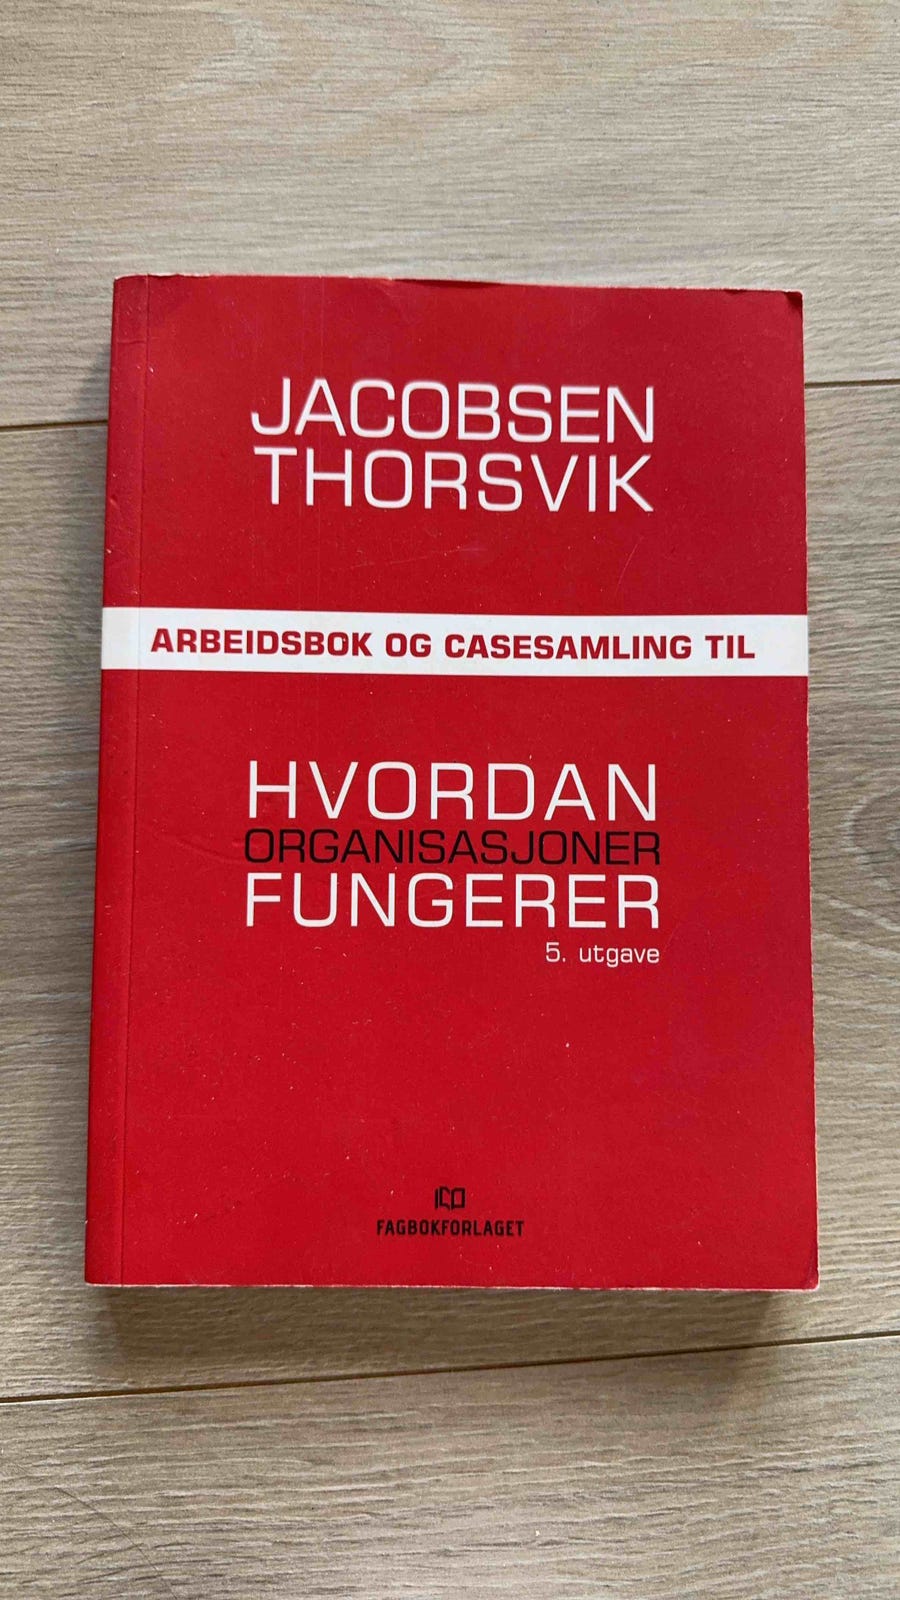 JACOBSEN
THORSVIK
ARBEIDSBOK OG CASESAMLING TIL
HVORDAN
ORGANISASJONER
FUNGERER
5. utgave
FAGBOKFORLAGET